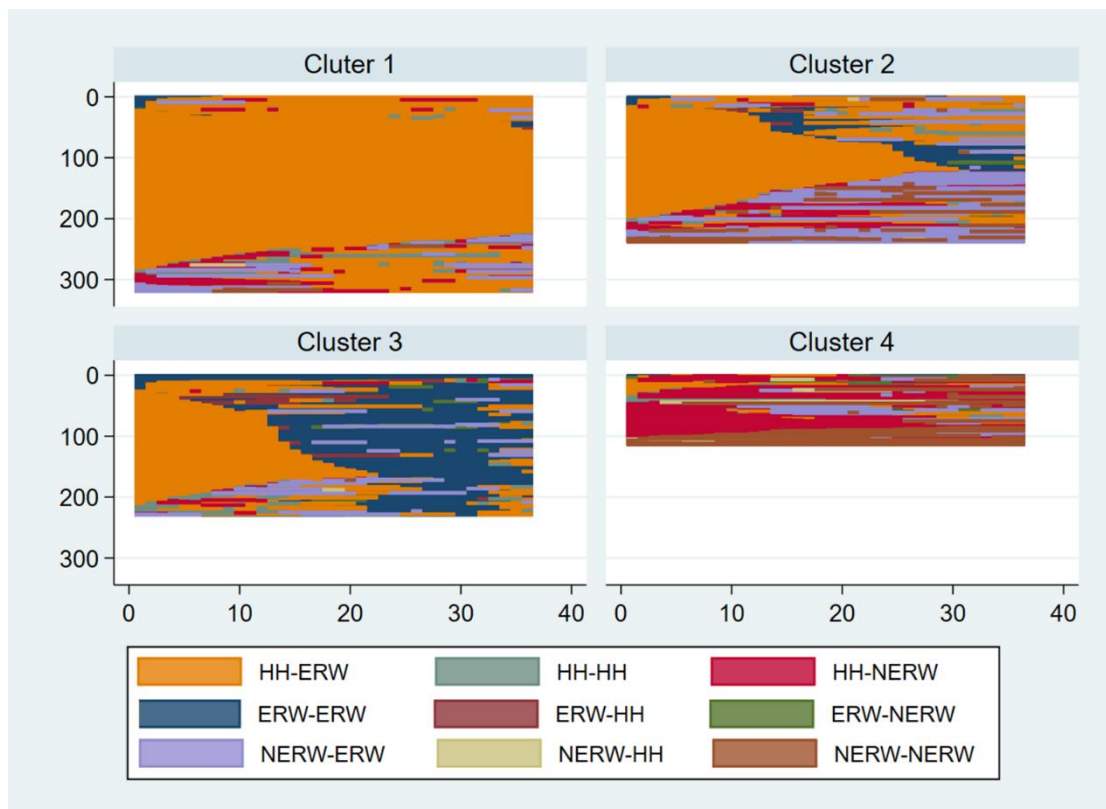 Cluter 1
Cluster 2
0
100
200
300
Cluster 3
Cluster 4
0
100
200
300
0 10 20 30 40
0 10 20 30 40
HH-ERW HH-HH HH-NERW
ERW-ERW ERW-HH ERW-NERW
NERW-ERW NERW-HH NERW-NERW